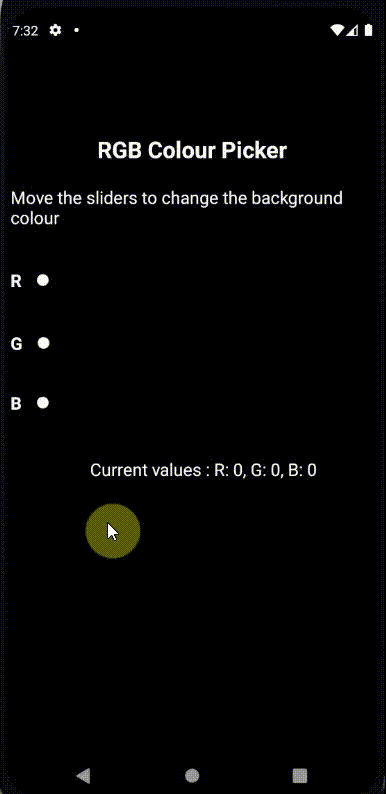 7:32
RGB Colour Picker
Move the sliders to change the background
colour
R
G
B
Current values : R: 0, G: 0, B: 0